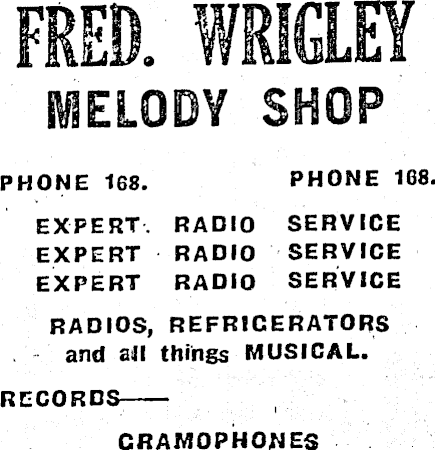 FRED. WRIGLEY
MELODY SHOP
PHONE 168. PHONE 168.
EXPERT RADIO SERVICE
EXPERT RADIO SERVICE
EXPERT RADIO SERVICE
RADIOS, REFRIGERATORS
and all things MUSICAL.
RECORDS——
GRAMOPHONES